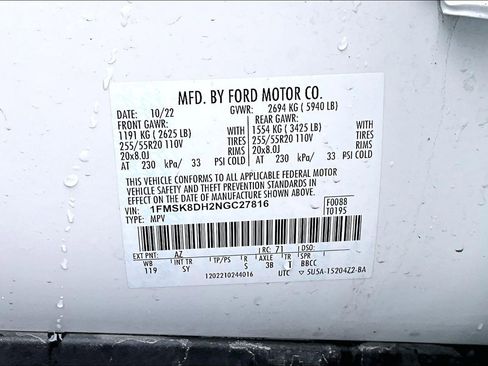 MFD. BY FORD MOTOR CO.
DATE: 10/22 GVWR: 2694 KG ( 5940 LB)
FRONT GAWR: REAR GAWR:
1191 KG ( 2625 LB) WITH 1554 KG ( 3425 LB) WITH
255/55R20 110V TIRES 255/55R20 110V TIRES
20x8.0J RIMS 20x8.0J RIMS
AT 230 kPa/ 33 PSI COLD AT 230 kPa/ 33 PSI COLD
THIS VEHICLE CONFORMS TO ALL APPLICABLE FEDERAL MOTOR
VEHICLE SAFETY AND THEFT PREVENTION STANDARDS IN
EFFECT ON THE DATE OF MANUFACTURE SHOWN ABOVE.
VIN: 1FMSK8DH2NGC27816 F0088
TYPE: MPV T0195
EXT PNT: AZ RC: 71 DSO:
WB INT TR TP/PS R AXLE TR SPR
119 SY S 3B T BBCC
1202210244016 UTC 5U5A-15204Z2-BA